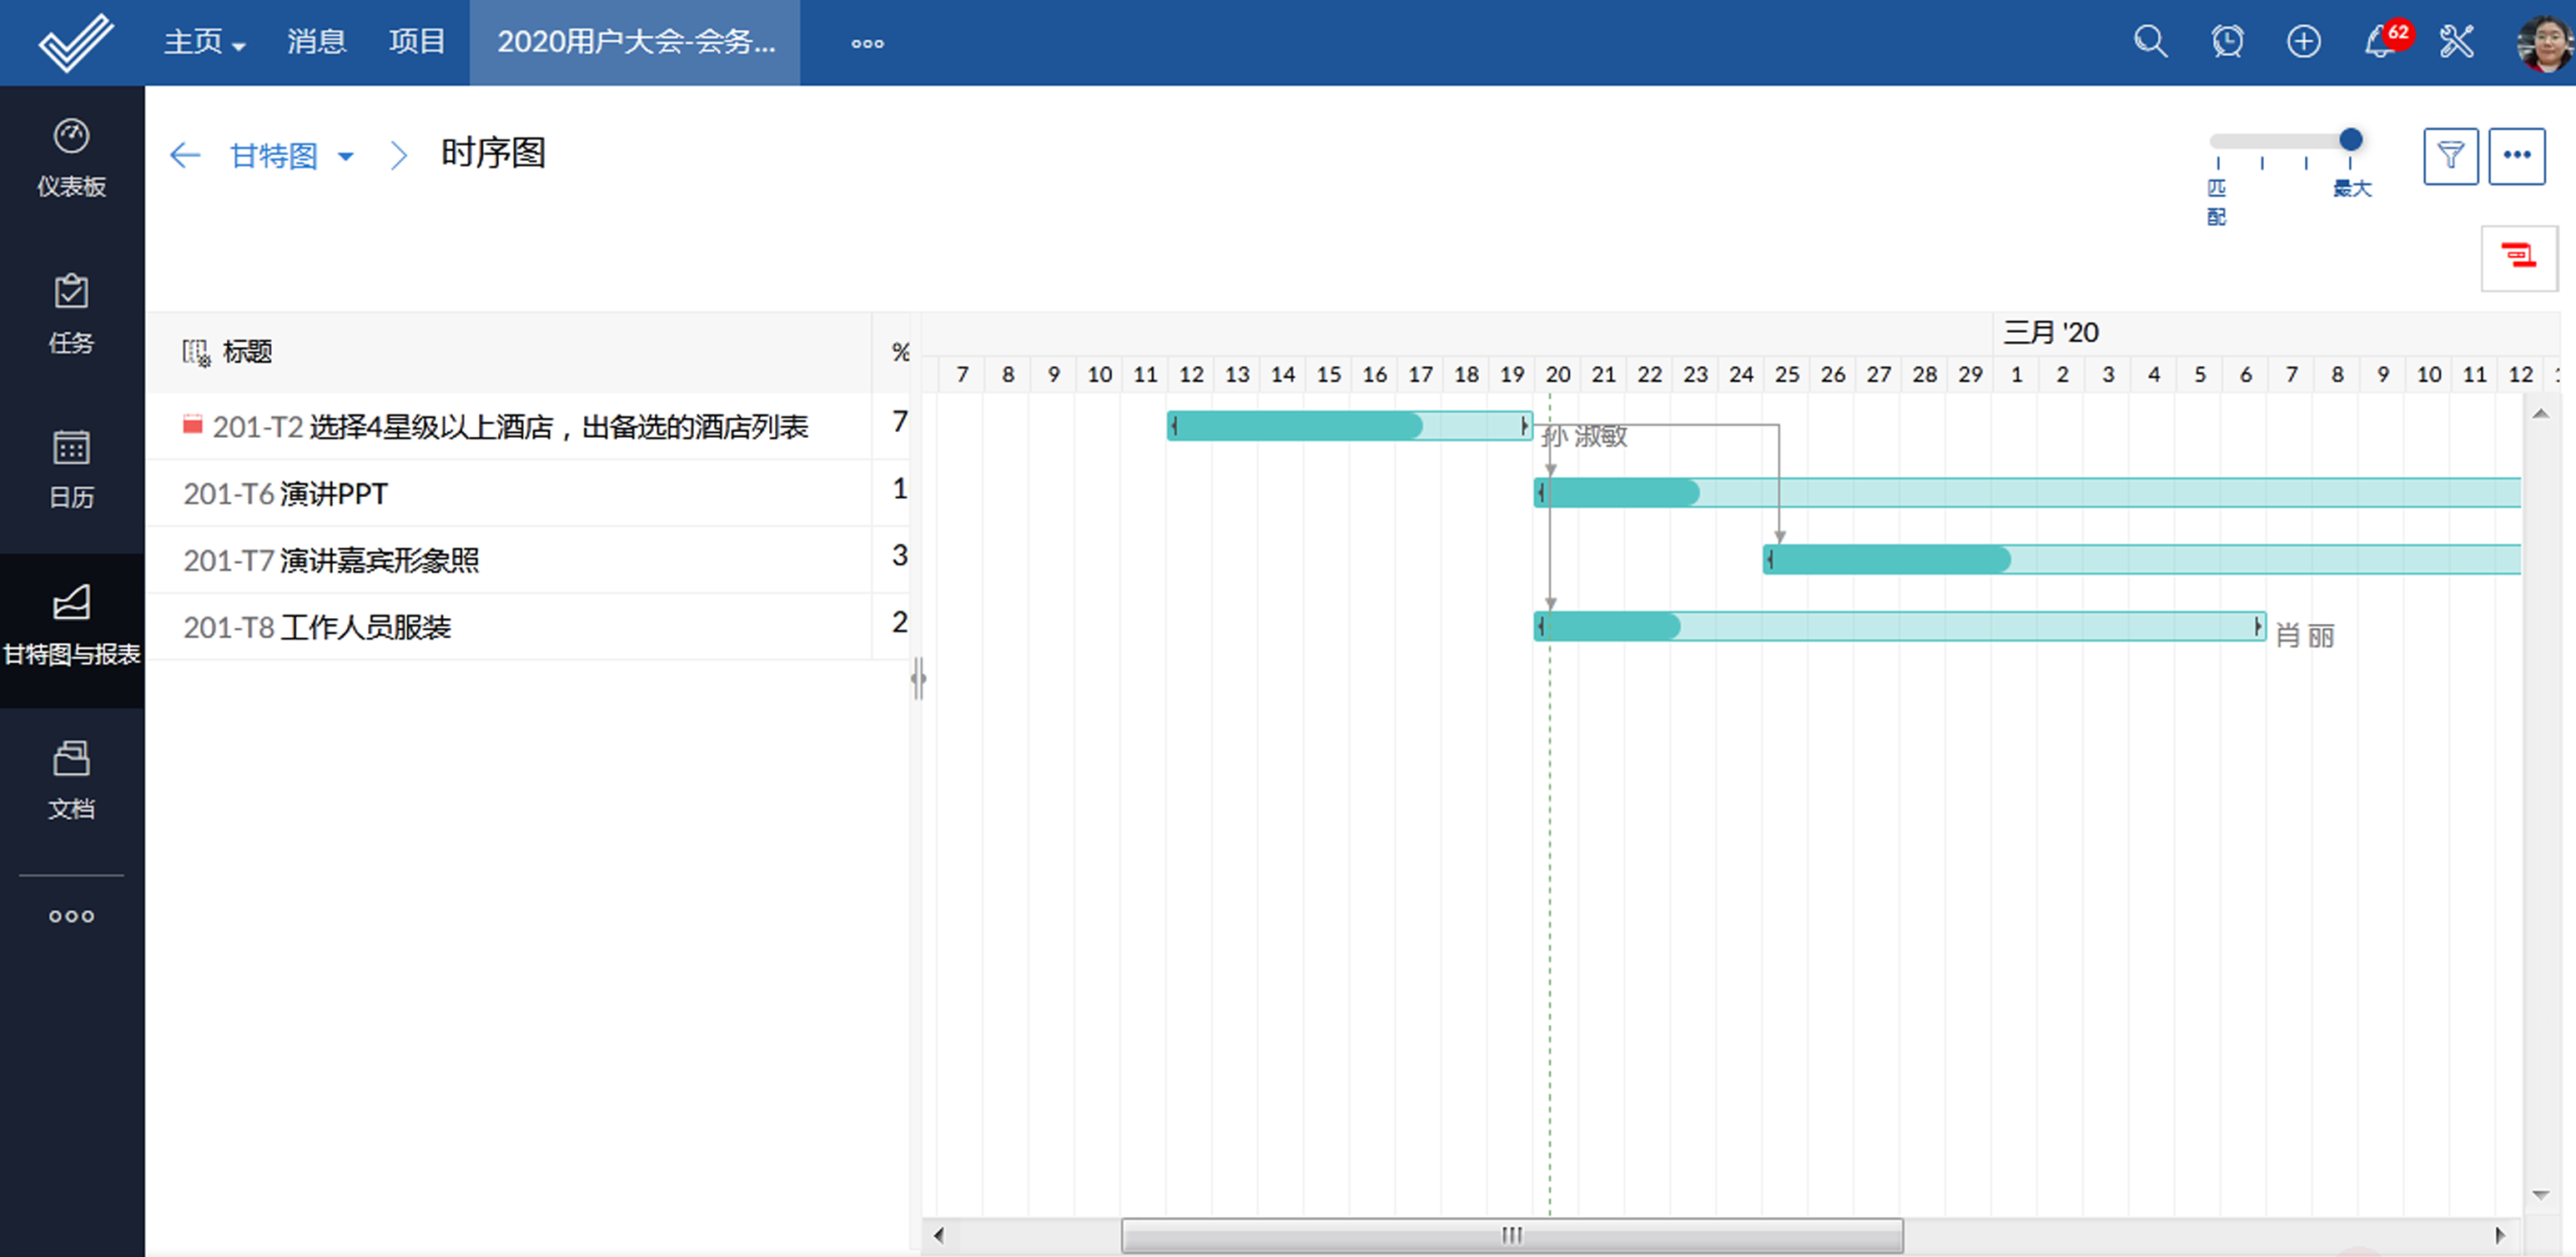 主页 消息 项目 2020用户大会-会务... 62
仪表板
任务
日历
甘特图与报表
文档
甘特图 时序图
匹配 最大
标题 %
三月 '20
7 8 9 10 11 12 13 14 15 16 17 18 19 20 21 22 23 24 25 26 27 28 29 1 2 3 4 5 6 7 8 9 10 11 12
201-T2 选择4星级以上酒店，出备选的酒店列表 7 孙 淑敏
201-T6 演讲PPT 1
201-T7 演讲嘉宾形象照 3
201-T8 工作人员服装 2 肖 丽